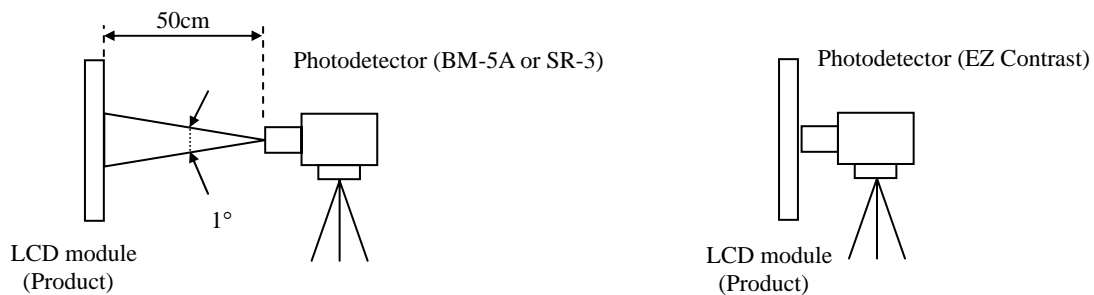 50cm
Photodetector (BM-5A or SR-3)
1°
LCD module
(Product)
Photodetector (EZ Contrast)
LCD module
(Product)